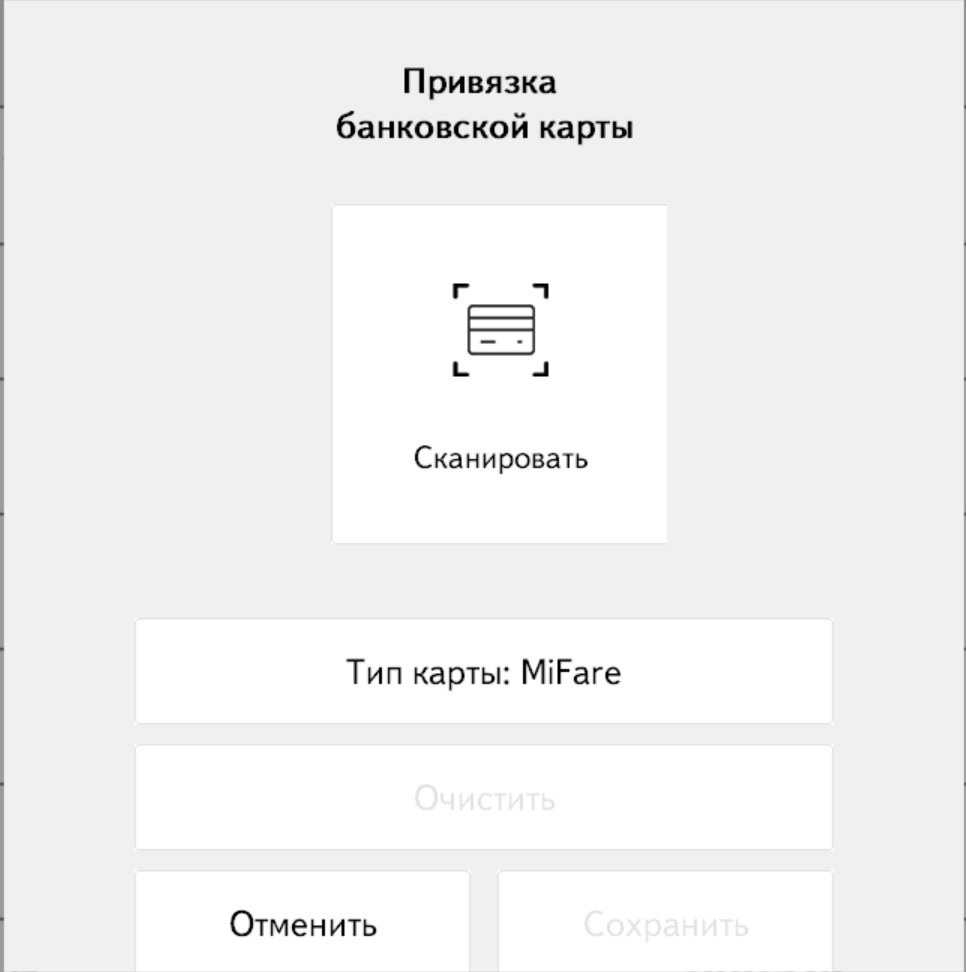 Привязка
банковской карты
Сканировать
Тип карты: MiFare
Очистить
Отменить
Сохранить